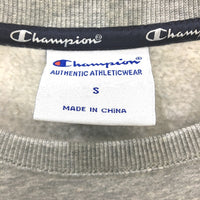 Champion® Champion®
Champion
AUTHENTIC ATHLETICWEAR
S
MADE IN CHINA